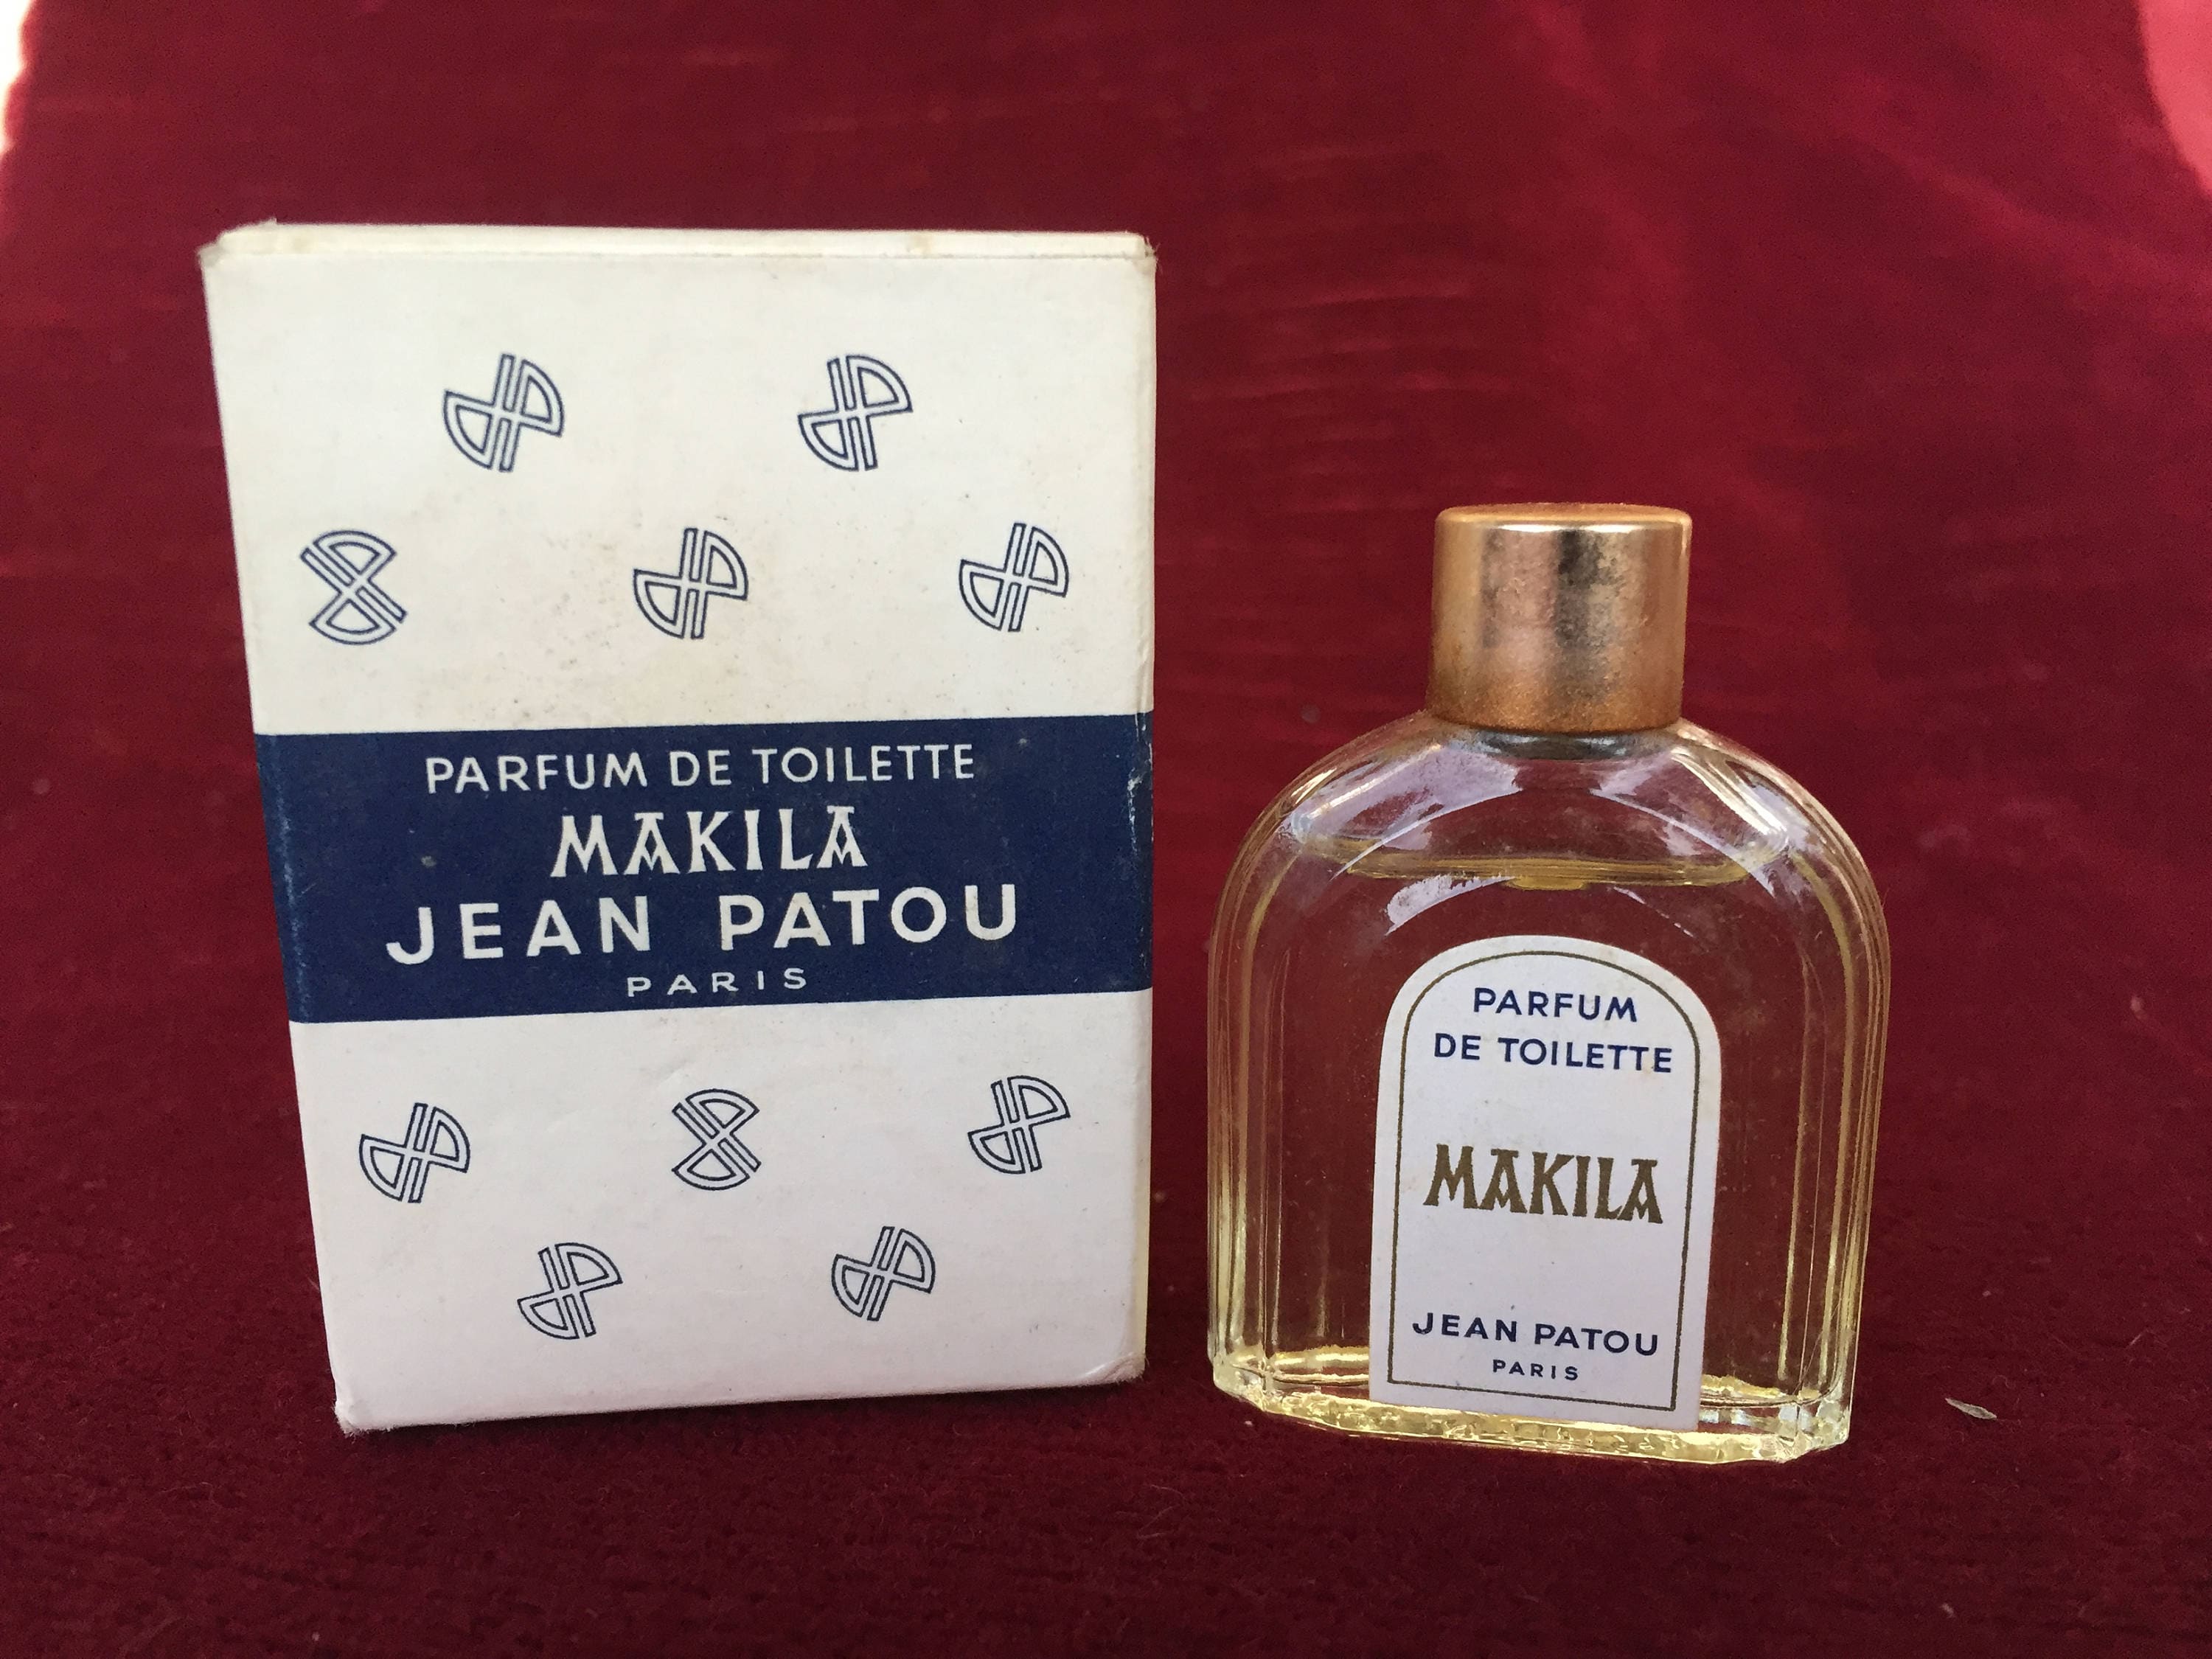 PARFUM DE TOILETTE
MAKILA
JEAN PATOU
PARIS
PARFUM
DE TOILETTE
MAKILA
JEAN PATOU
PARIS